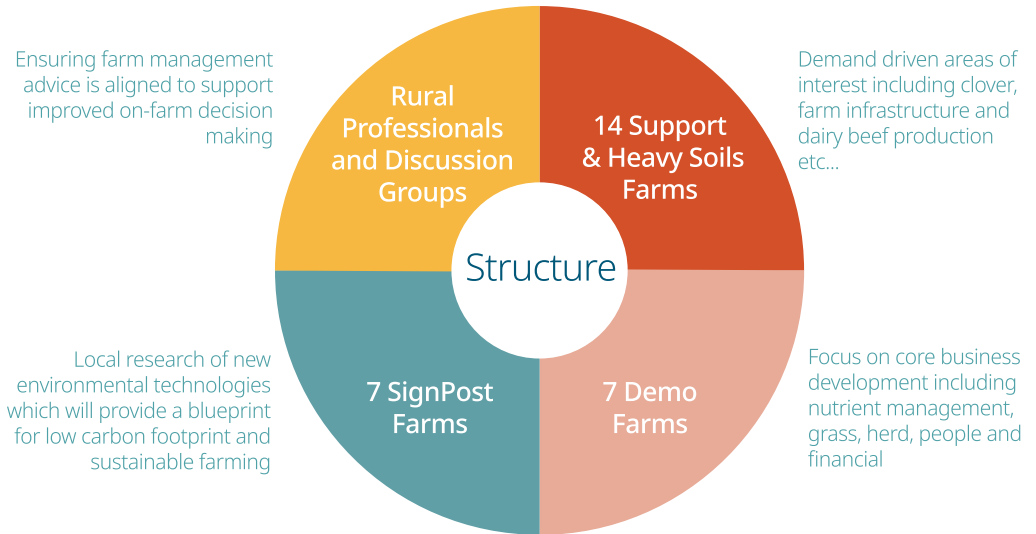 Ensuring farm management
advice is aligned to support
improved on-farm decision
making
Rural
Professionals
and Discussion
Groups
14 Support
& Heavy Soils
Farms
Demand driven areas of
interest including clover,
farm infrastructure and
dairy beef production
etc...
Structure
Local research of new
environmental technologies
which will provide a blueprint
for low carbon footprint and
sustainable farming
7 SignPost
Farms
7 Demo
Farms
Focus on core business
development including
nutrient management,
grass, herd, people and
financial